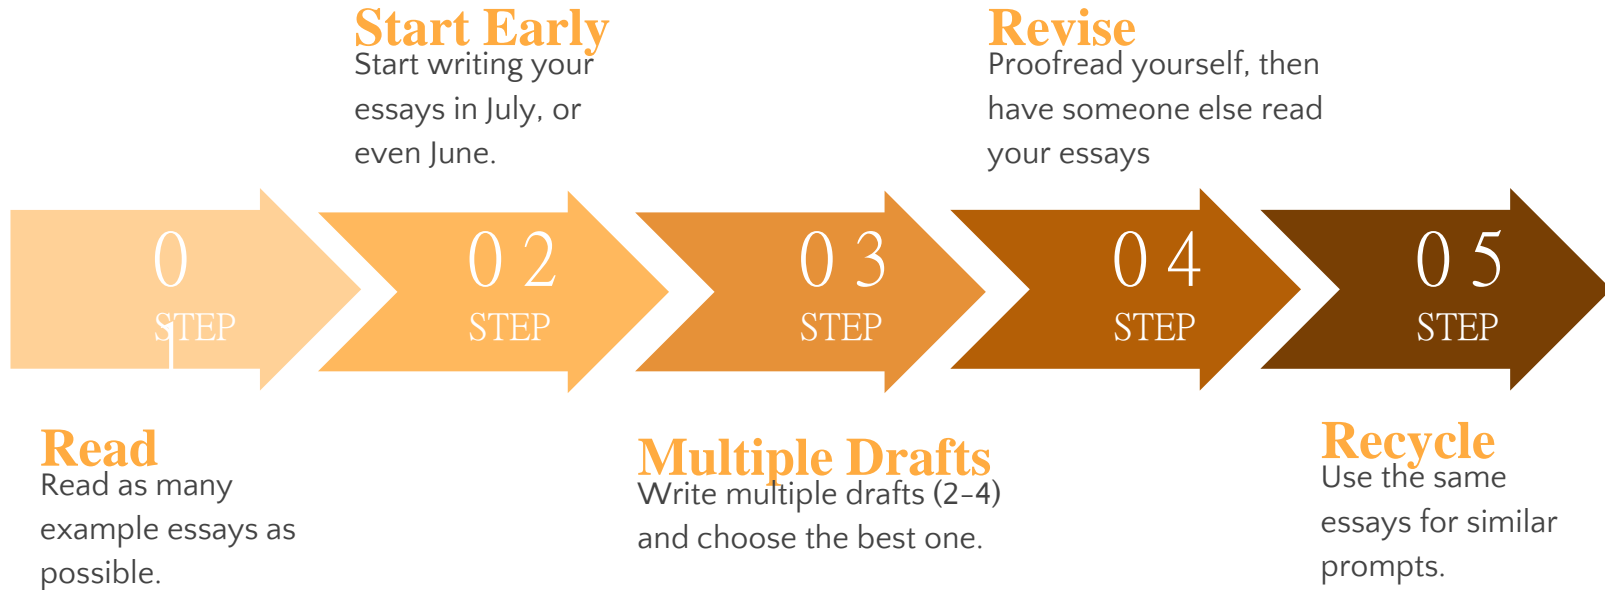 Start Early
Start writing your
essays in July, or
even June.
Revise
Proofread yourself, then
have someone else read
your essays
0
1
STEP
0 2
STEP
0 3
STEP
0 4
STEP
0 5
STEP
Read
Read as many
example essays as
possible.
Multiple Drafts
Write multiple drafts (2-4)
and choose the best one.
Recycle
Use the same
essays for similar
prompts.